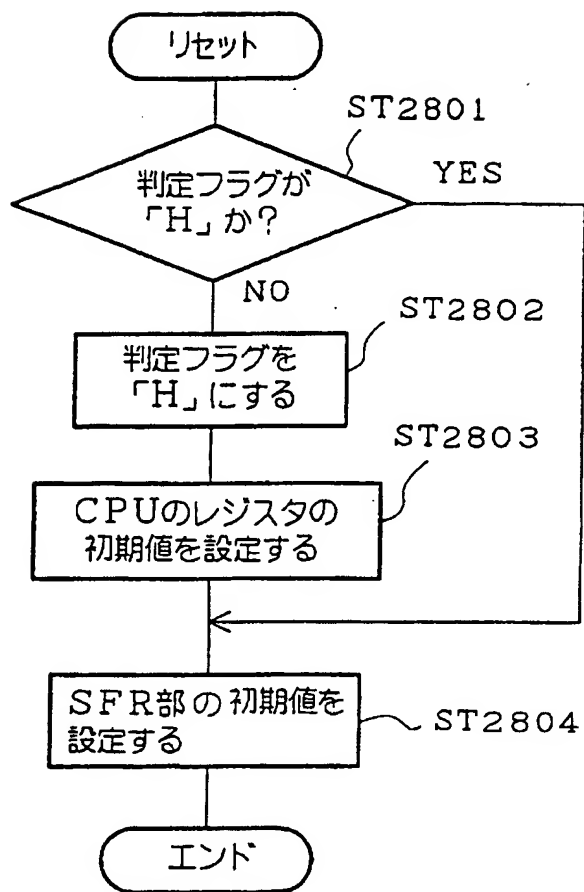 リセット
ST2801
判定フラグが
「H」か?
YES
NO
ST2802
判定フラグを
「H」にする
ST2803
CPUのレジスタの
初期値を設定する
SFR部の初期値を
設定する
ST2804
エンド